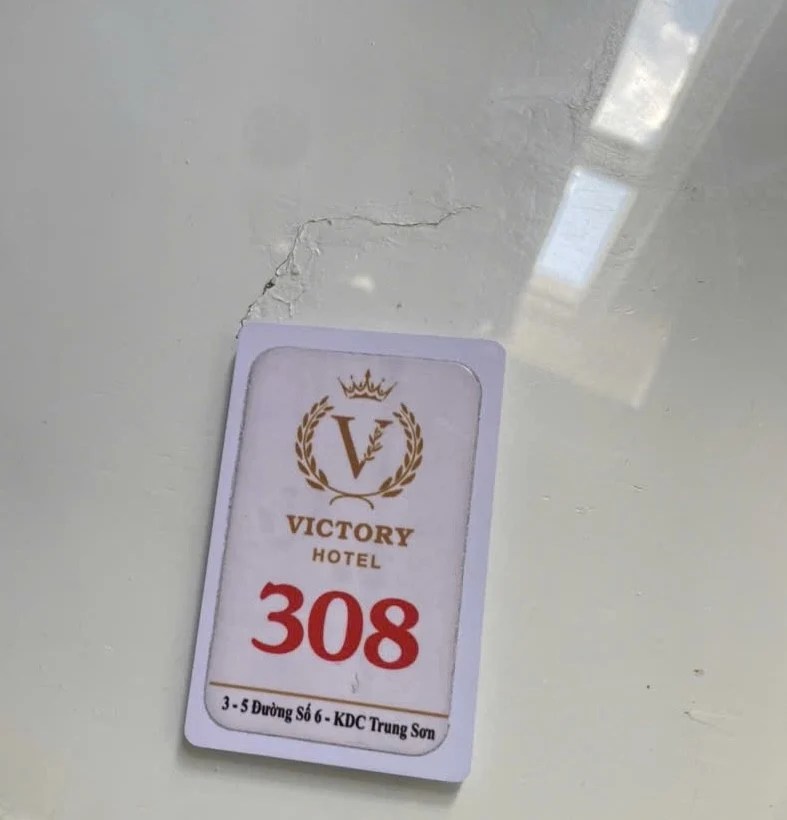 V
VICTORY
HOTEL
308
3 - 5 Đường Số 6 - KDC Trung Sơn